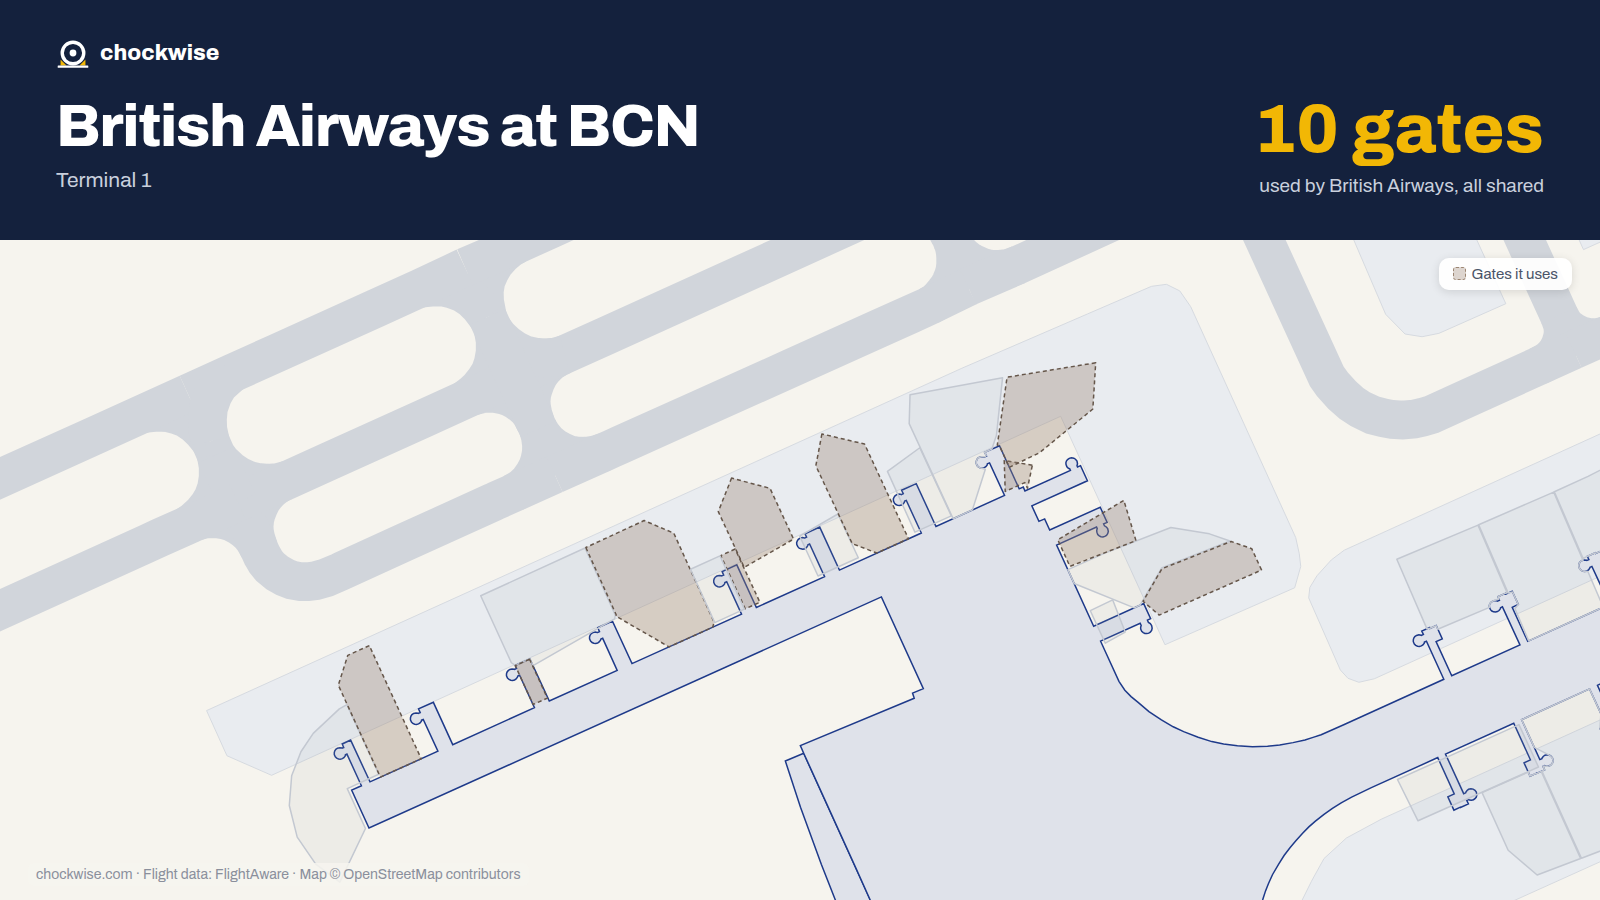 chockwise
British Airways at BCN
Terminal 1
10 gates
used by British Airways, all shared
Gates it uses
chockwise.com · Flight data: FlightAware · Map © OpenStreetMap contributors